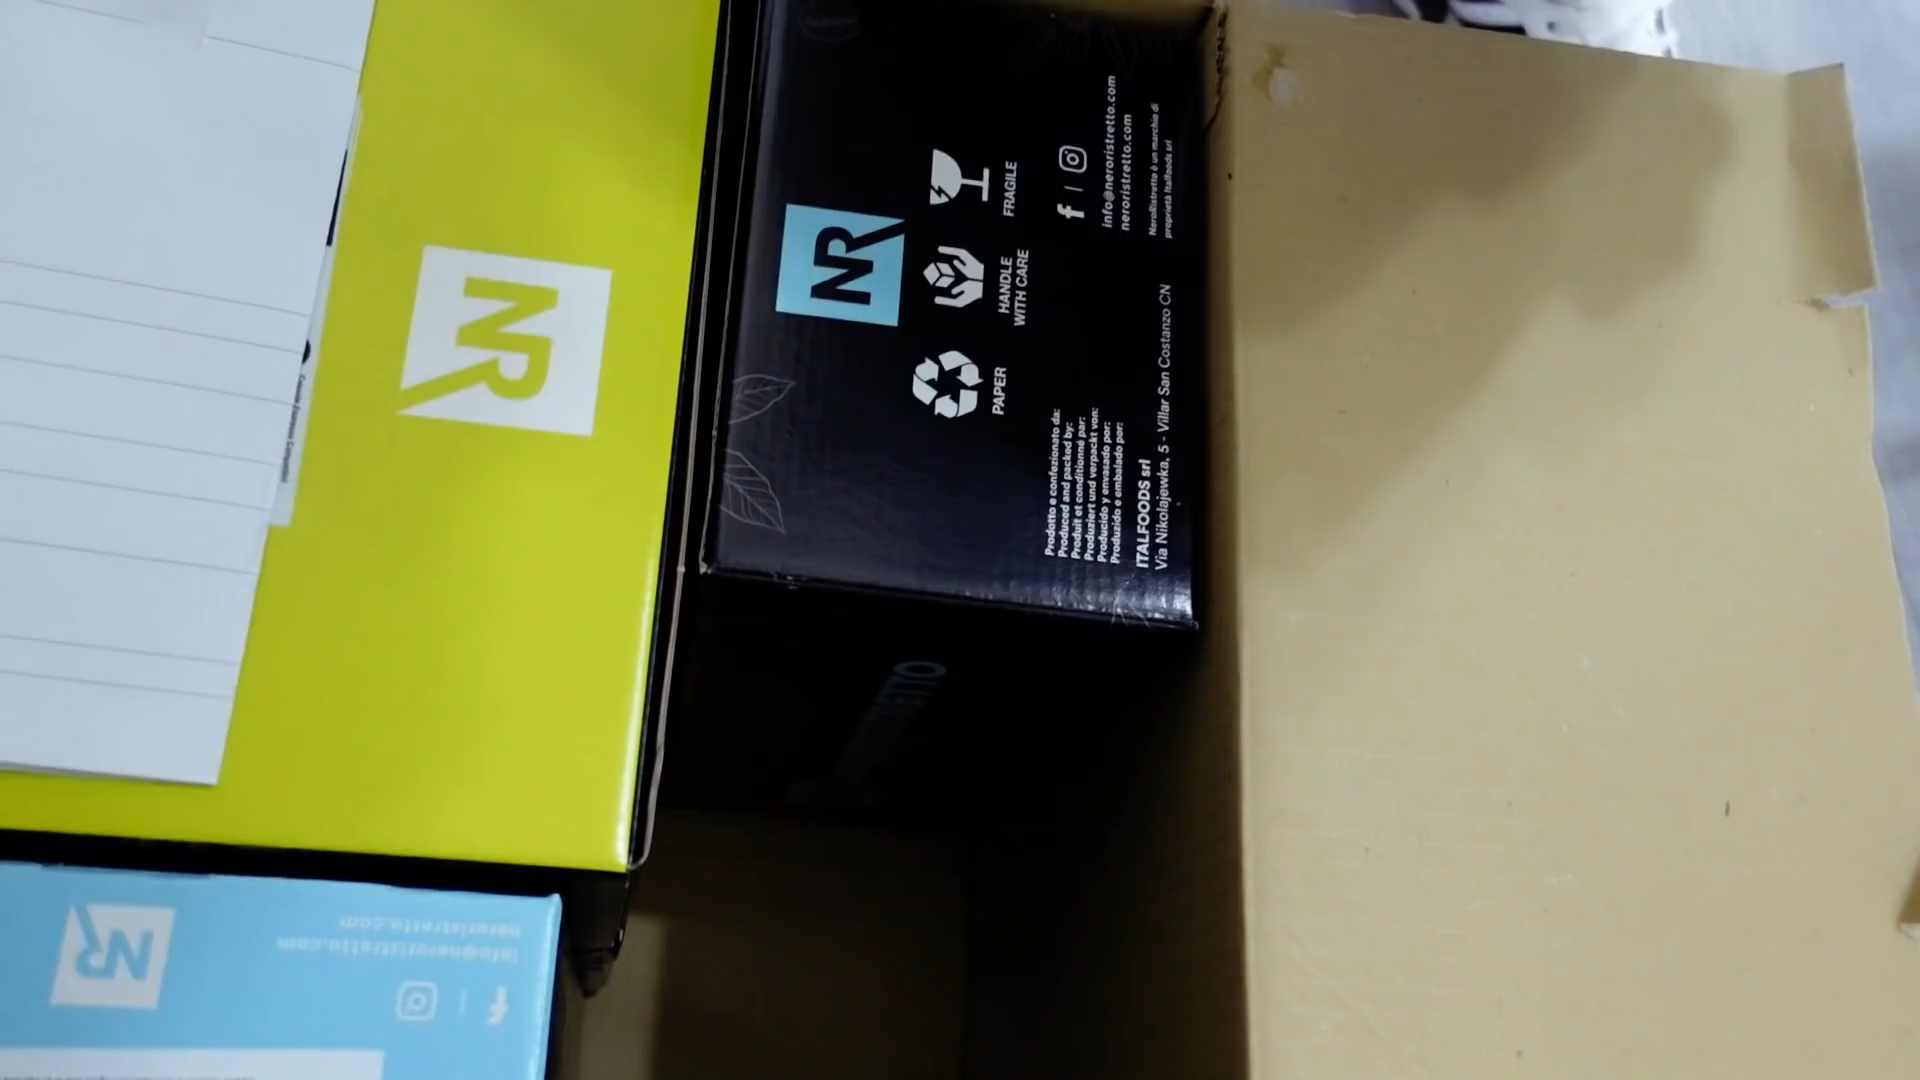 NR
NR
FRAGILE
HANDLE
WITH CARE
PAPER
info@neroristretto.com
neroristretto.com
NeroRistretto è un marchio di
proprietà Italfoods srl
Prodotto e confezionato da:
Produced and packed by:
Produit et conditionné par:
Produziert und verpackt von:
Producido y envasado por:
Produzido e embalado por:
ITALFOODS srl
Via Nikolajewka, 5 - Villar San Costanzo CN
NR
info@neroristretto.com
neroristretto.com